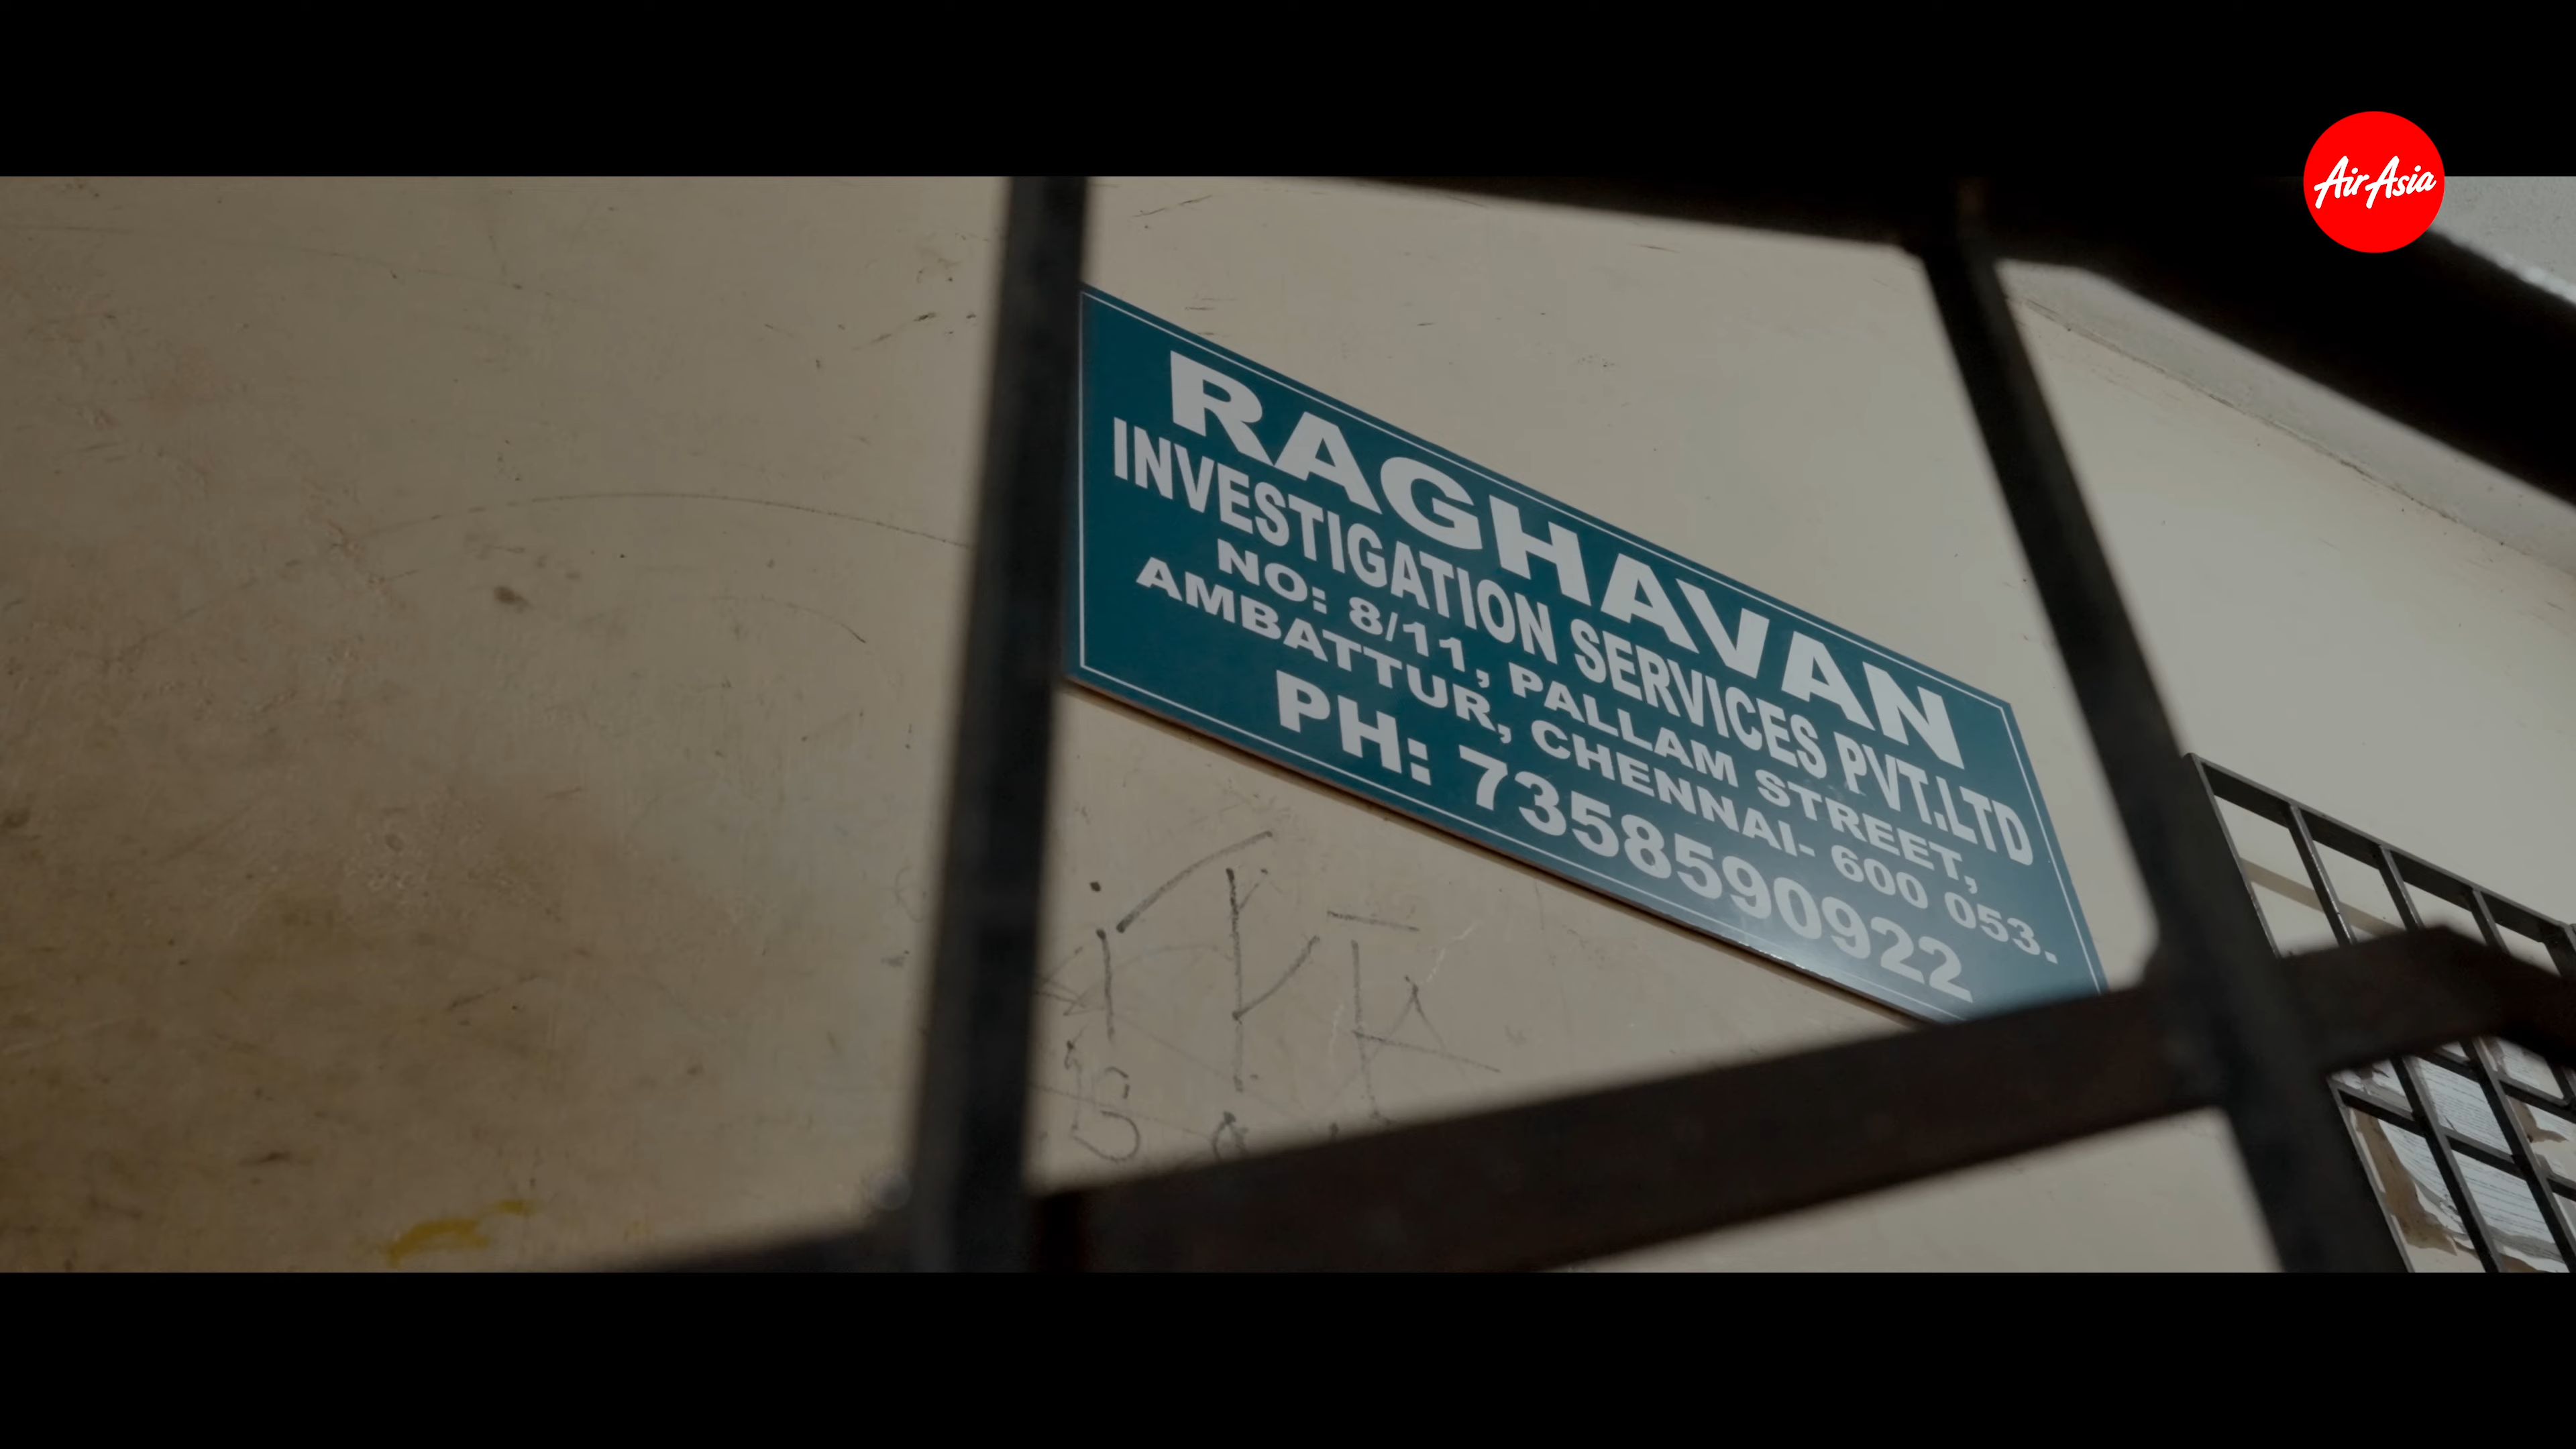 AirAsia
RAGHAVAN
INVESTIGATION SERVICES PVT.LTD
NO: 8/11, PALLAM STREET,
AMBATTUR, CHENNAI- 600 053.
PH: 7358590922